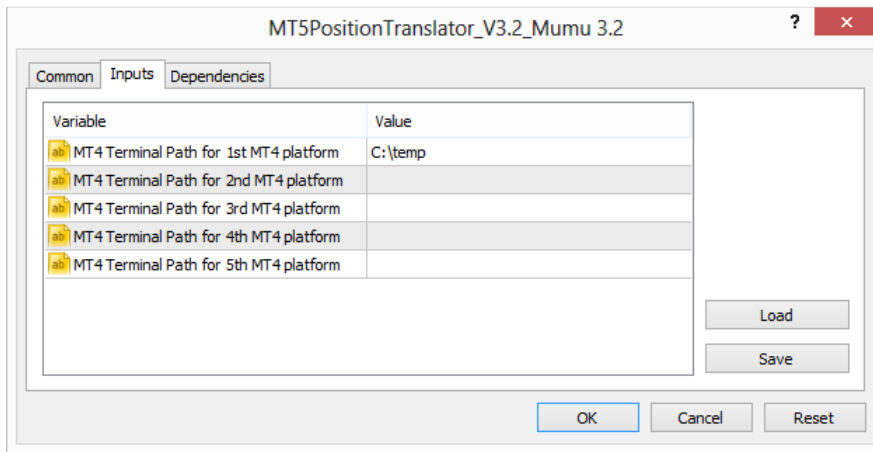 MT5PositionTranslator_V3.2_Mumu 3.2
?
Common Inputs Dependencies
Variable Value
ab MT4 Terminal Path for 1st MT4 platform C:\temp
ab MT4 Terminal Path for 2nd MT4 platform
ab MT4 Terminal Path for 3rd MT4 platform
ab MT4 Terminal Path for 4th MT4 platform
ab MT4 Terminal Path for 5th MT4 platform
Load
Save
OK Cancel Reset